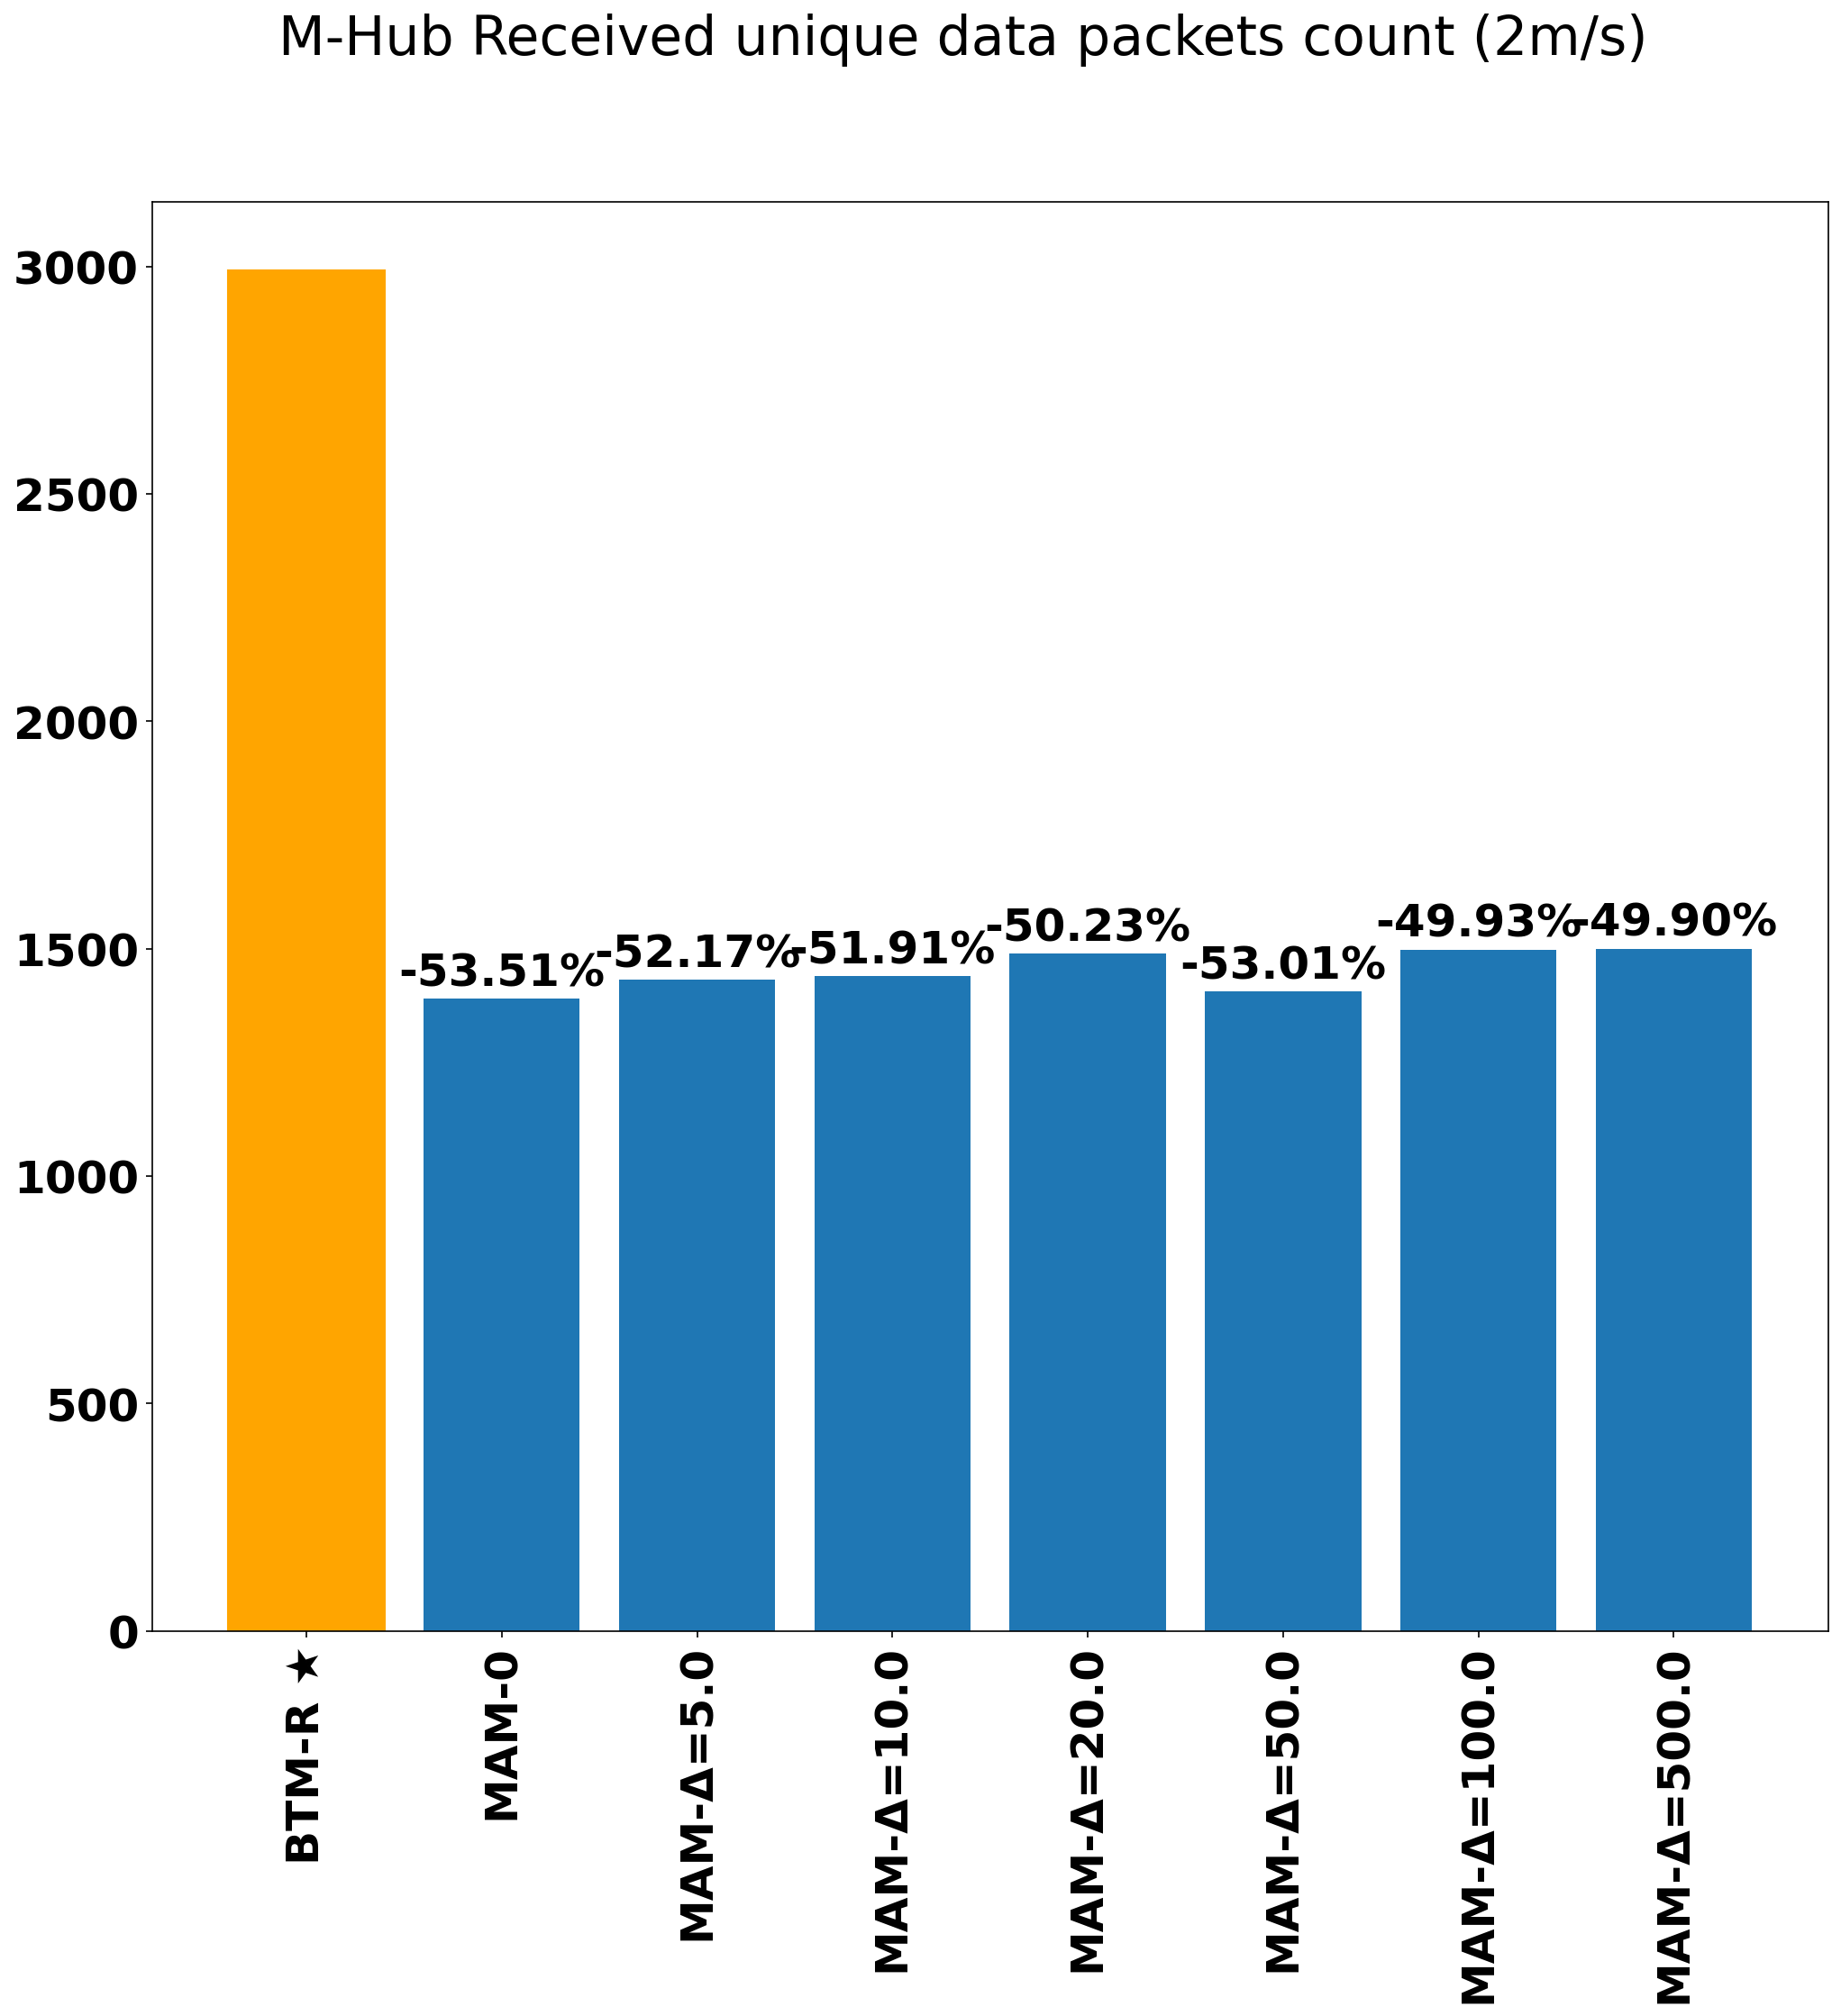 M-Hub Received unique data packets count (2m/s)
3000
2500
2000
1500
1000
500
0
-53.51%
-52.17%
-51.91%
-50.23%
-53.01%
-49.93%
-49.90%
BTM-R ★
MAM-0
MAM-Δ=5.0
MAM-Δ=10.0
MAM-Δ=20.0
MAM-Δ=50.0
MAM-Δ=100.0
MAM-Δ=500.0